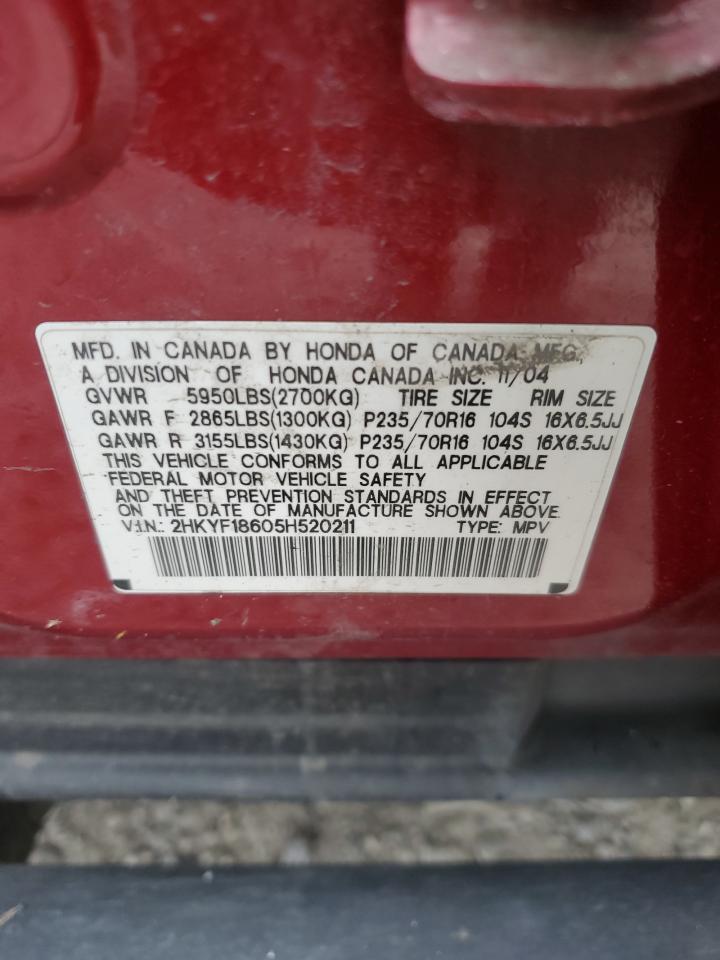 MFD. IN CANADA BY HONDA OF CANADA MFG.,
A DIVISION OF HONDA CANADA INC. 11/04
GVWR 5950LBS(2700KG) TIRE SIZE RIM SIZE
GAWR F 2865LBS(1300KG) P235/70R16 104S 16X6.5JJ
GAWR R 3155LBS(1430KG) P235/70R16 104S 16X6.5JJ
THIS VEHICLE CONFORMS TO ALL APPLICABLE
FEDERAL MOTOR VEHICLE SAFETY
AND THEFT PREVENTION STANDARDS IN EFFECT
ON THE DATE OF MANUFACTURE SHOWN ABOVE.
V.I.N.: 2HKYF18605H520211 TYPE: MPV